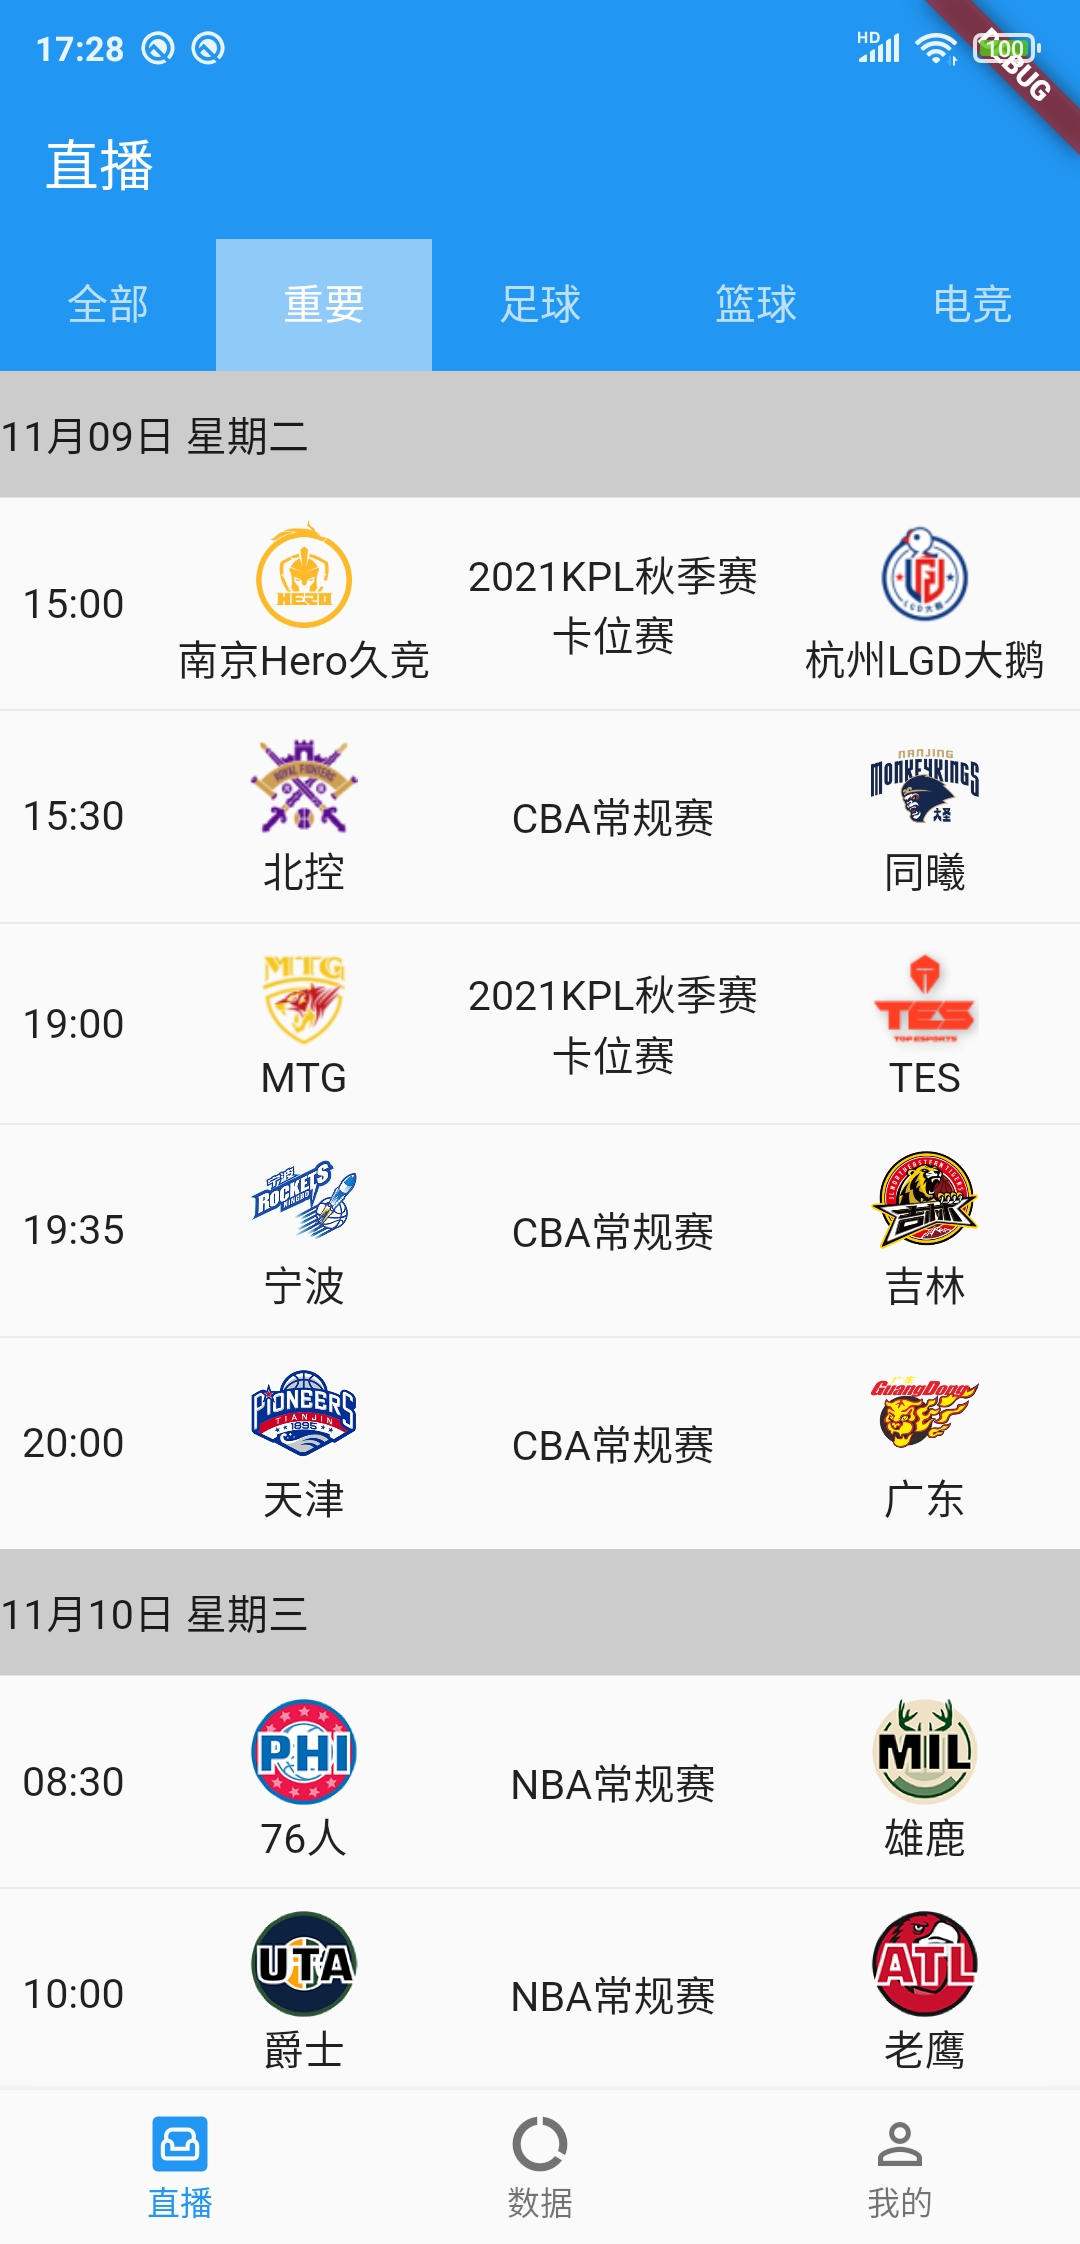 17:28
HD
100
BUG
直播
全部 重要 足球 篮球 电竞
11月09日 星期二
15:00
HERO
南京Hero久竞
2021KPL秋季赛
卡位赛
LGD大鹅
杭州LGD大鹅
15:30
ROYAL FIGHTERS
北控
CBA常规赛
NANJING
MONKEYKINGS
大圣
同曦
19:00
MTG
MTG
2021KPL秋季赛
卡位赛
TES
TOP ESPORTS
TES
19:35
宁波
ROCKETS
NINGBO
宁波
CBA常规赛
吉林
吉林
20:00
PIONEERS
TIANJIN
1895
天津
CBA常规赛
广东
GuangDong
广东
11月10日 星期三
08:30
PHI
76人
NBA常规赛
MIL
雄鹿
10:00
UTA
爵士
NBA常规赛
ATL
老鹰
直播 数据 我的